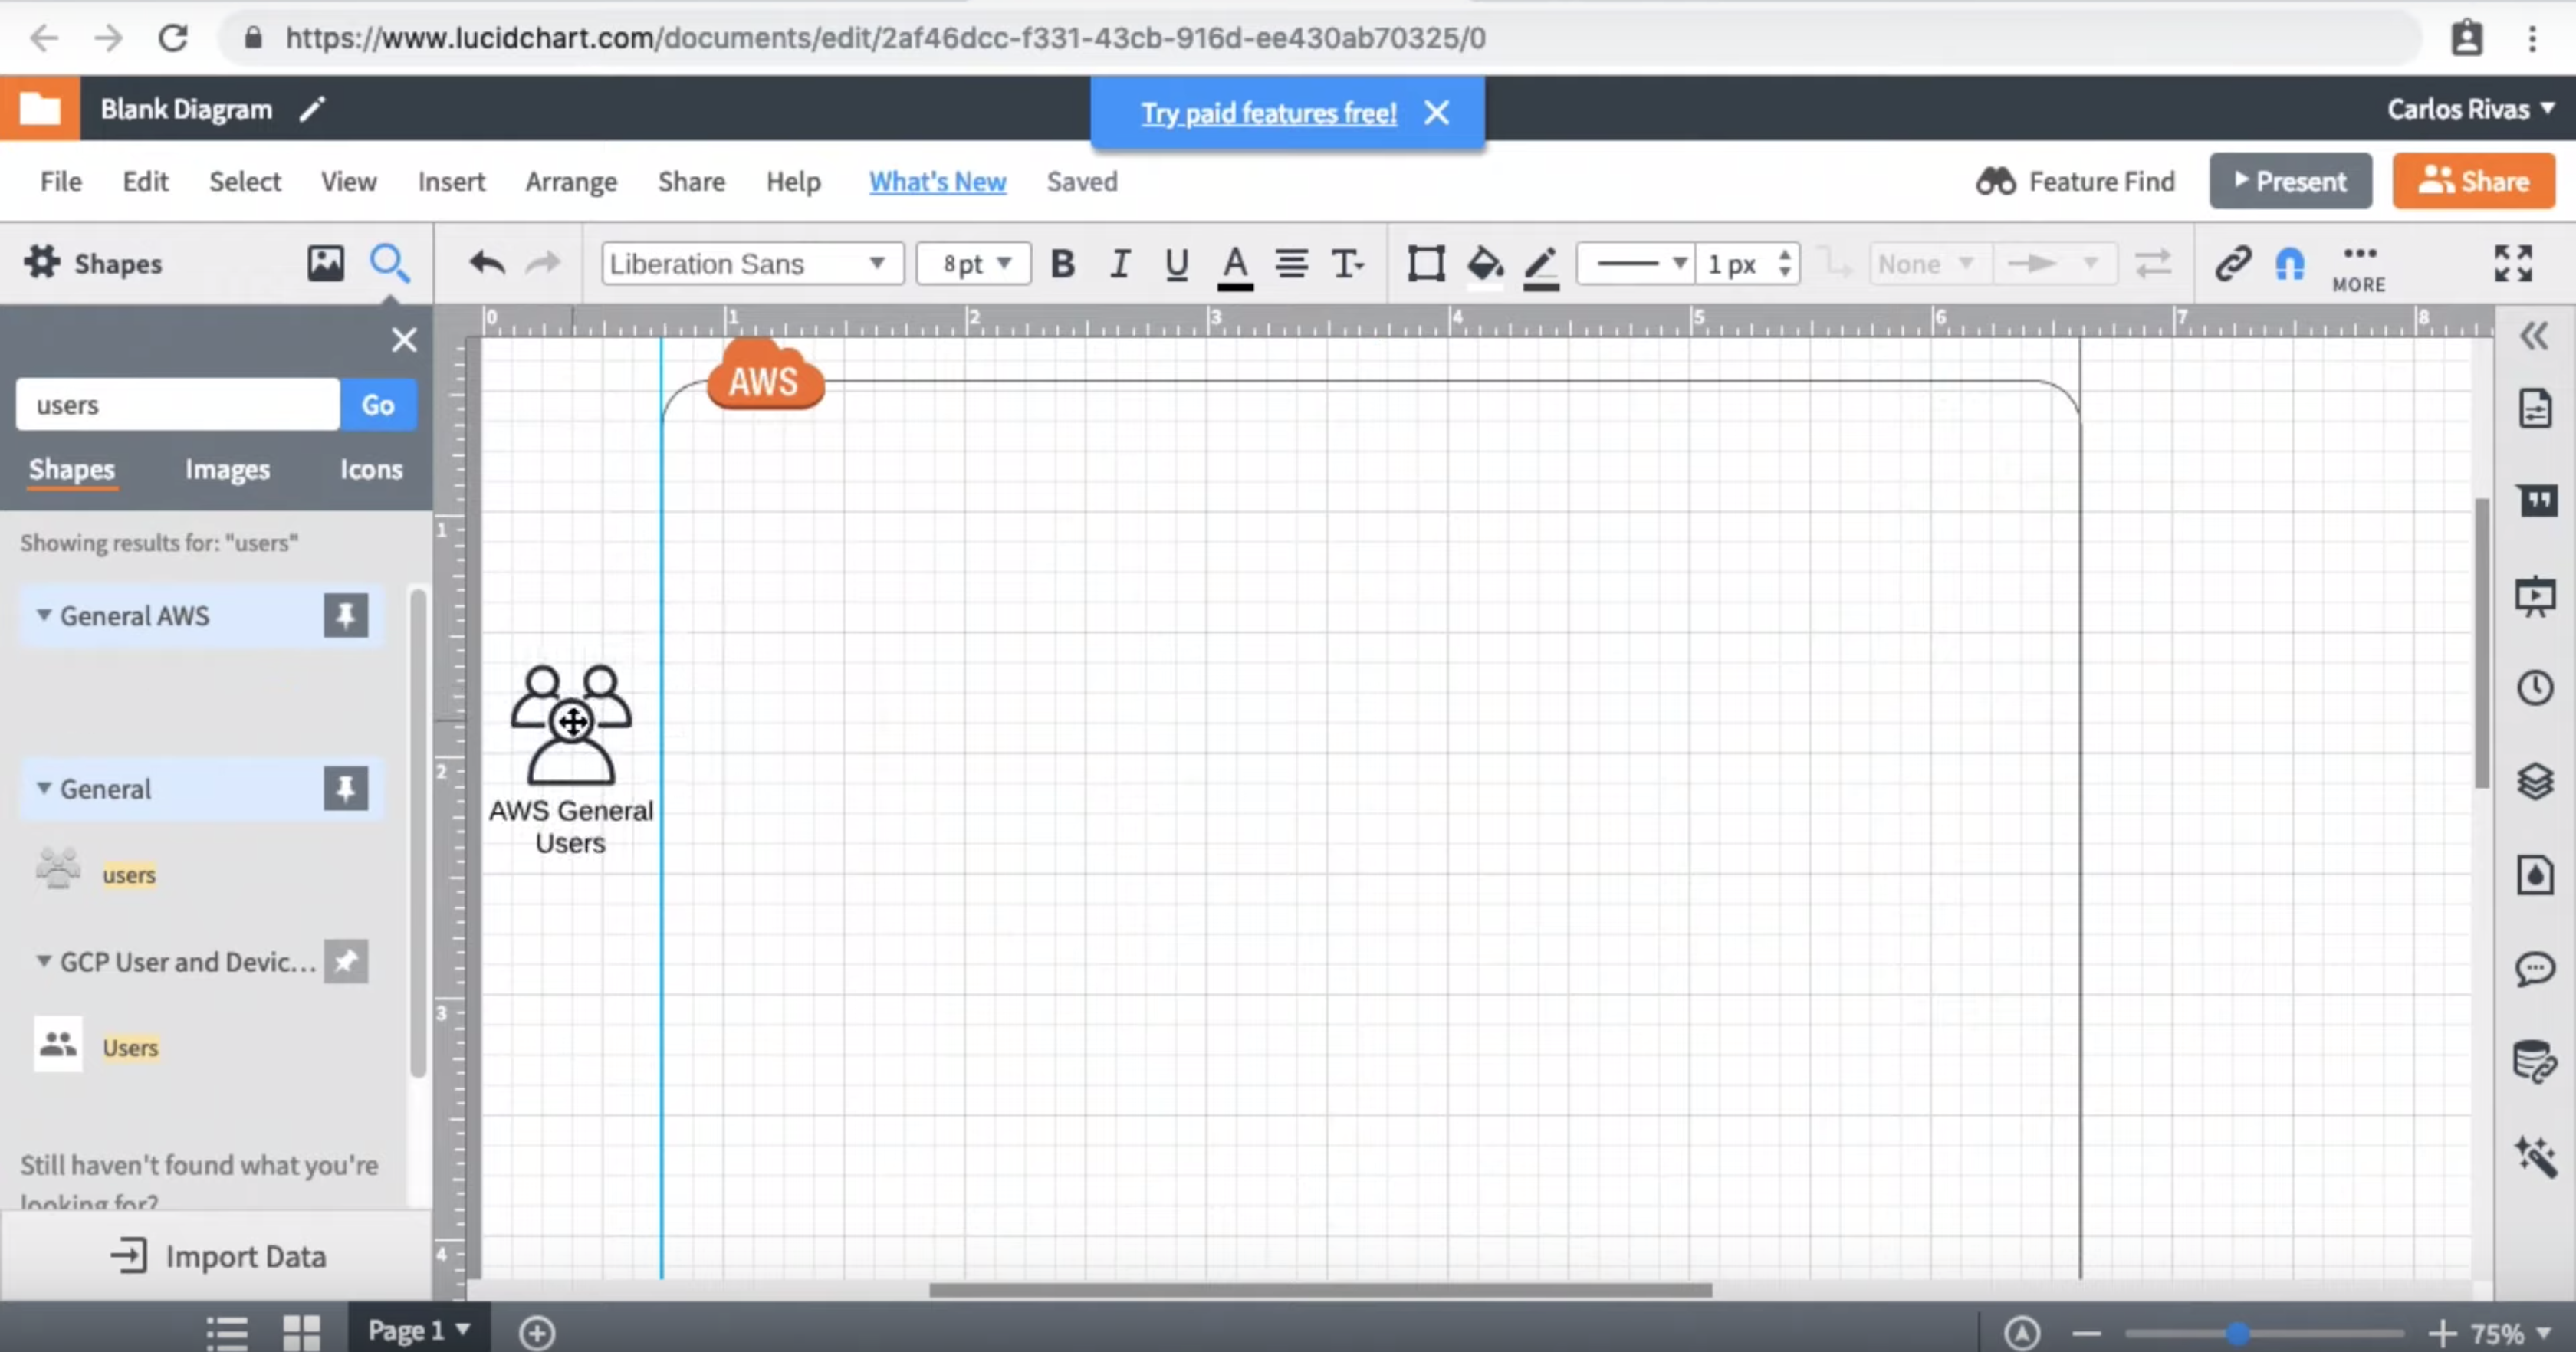 https://www.lucidchart.com/documents/edit/2af46dcc-f331-43cb-916d-ee430ab70325/0
Blank Diagram
Try paid features free!
Carlos Rivas
File Edit Select View Insert Arrange Share Help What's New Saved Feature Find Present Share
Shapes
Liberation Sans 8 pt B I U A T 1 px None MORE
0 1 2 3 4 5 6 7 8
AWS
users Go
Shapes Images Icons
Showing results for: "users"
1
General AWS
2
General
AWS General
Users
users
GCP User and Devic...
3
Users
Still haven't found what you're
looking for?
4
Import Data
Page 1
75%